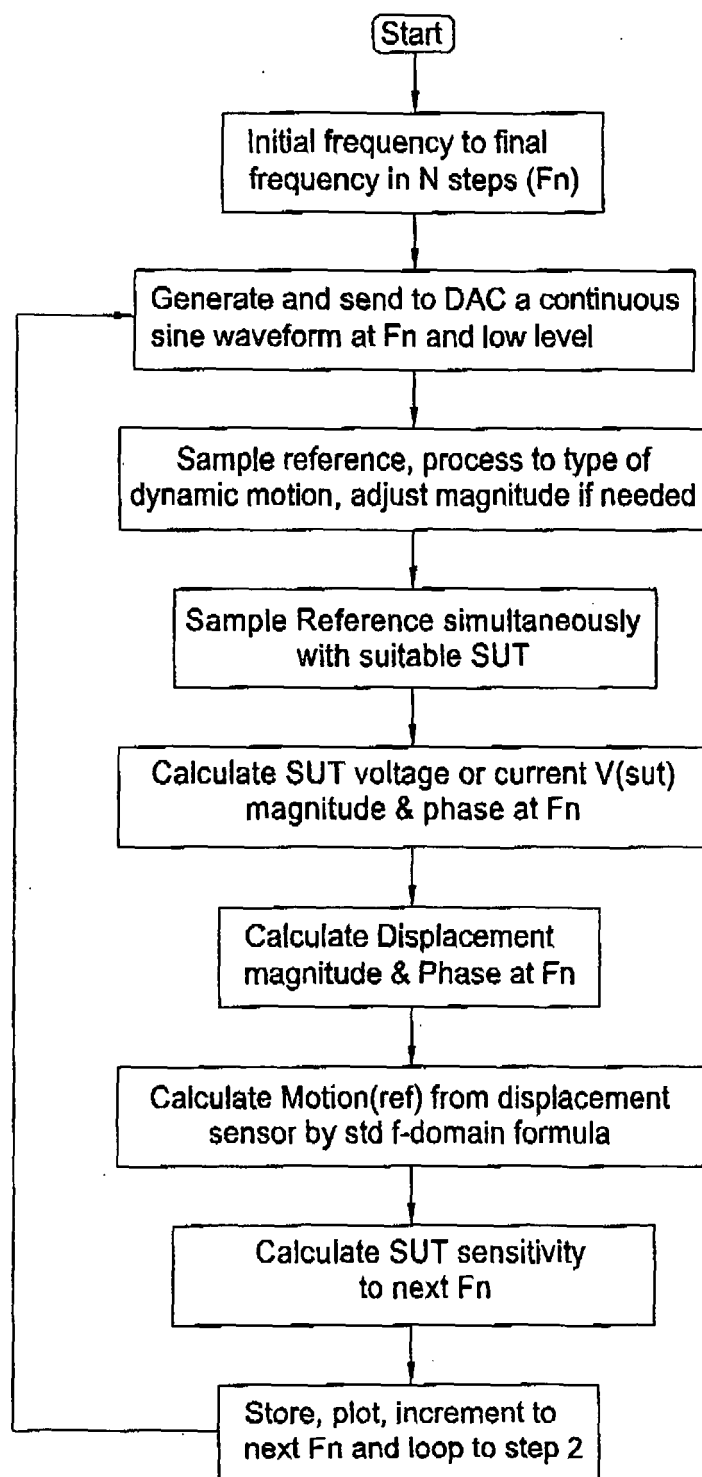 Start
Initial frequency to final
frequency in N steps (Fn)
Generate and send to DAC a continuous
sine waveform at Fn and low level
Sample reference, process to type of
dynamic motion, adjust magnitude if needed
Sample Reference simultaneously
with suitable SUT
Calculate SUT voltage or current V(sut)
magnitude & phase at Fn
Calculate Displacement
magnitude & Phase at Fn
Calculate Motion(ref) from displacement
sensor by std f-domain formula
Calculate SUT sensitivity
to next Fn
Store, plot, increment to
next Fn and loop to step 2